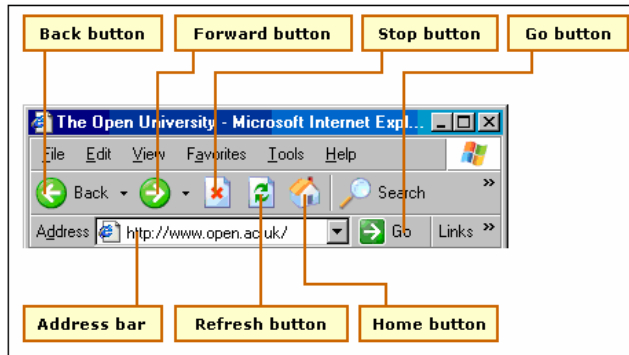 Back button Forward button Stop button Go button
The Open University - Microsoft Internet Expl...
File Edit View Favorites Tools Help
Back Search »
Address http://www.open.ac.uk/ Go Links »
Address bar Refresh button Home button